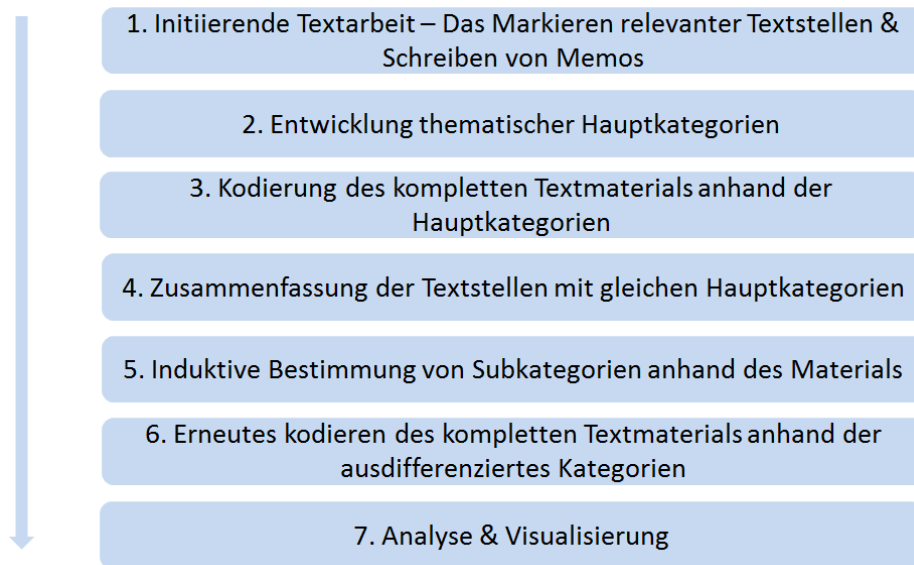 1. Initiierende Textarbeit – Das Markieren relevanter Textstellen &
Schreiben von Memos
2. Entwicklung thematischer Hauptkategorien
3. Kodierung des kompletten Textmaterials anhand der
Hauptkategorien
4. Zusammenfassung der Textstellen mit gleichen Hauptkategorien
5. Induktive Bestimmung von Subkategorien anhand des Materials
6. Erneutes kodieren des kompletten Textmaterials anhand der
ausdifferenziertes Kategorien
7. Analyse & Visualisierung